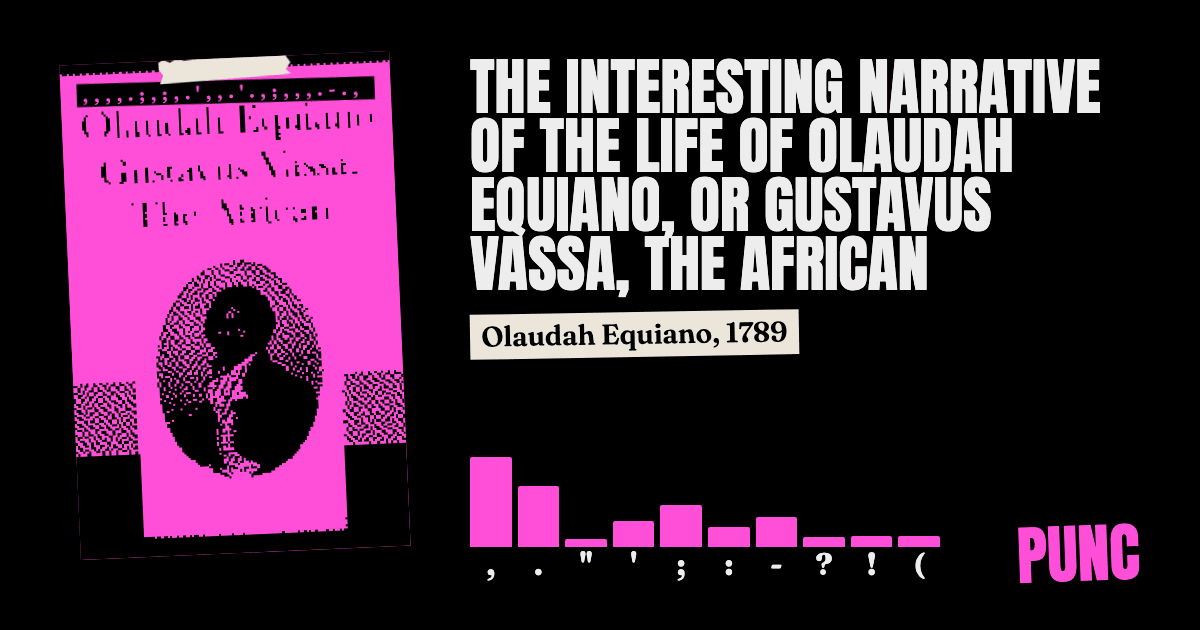 ,,,,.;,;,.',,.'.,;,,,.-.,
Olaudah Equiano
Gustavus Vassa
The African
THE INTERESTING NARRATIVE
OF THE LIFE OF OLAUDAH
EQUIANO, OR GUSTAVUS
VASSA, THE AFRICAN
Olaudah Equiano, 1789
, . " ' ; : - ? ! (
PUNC